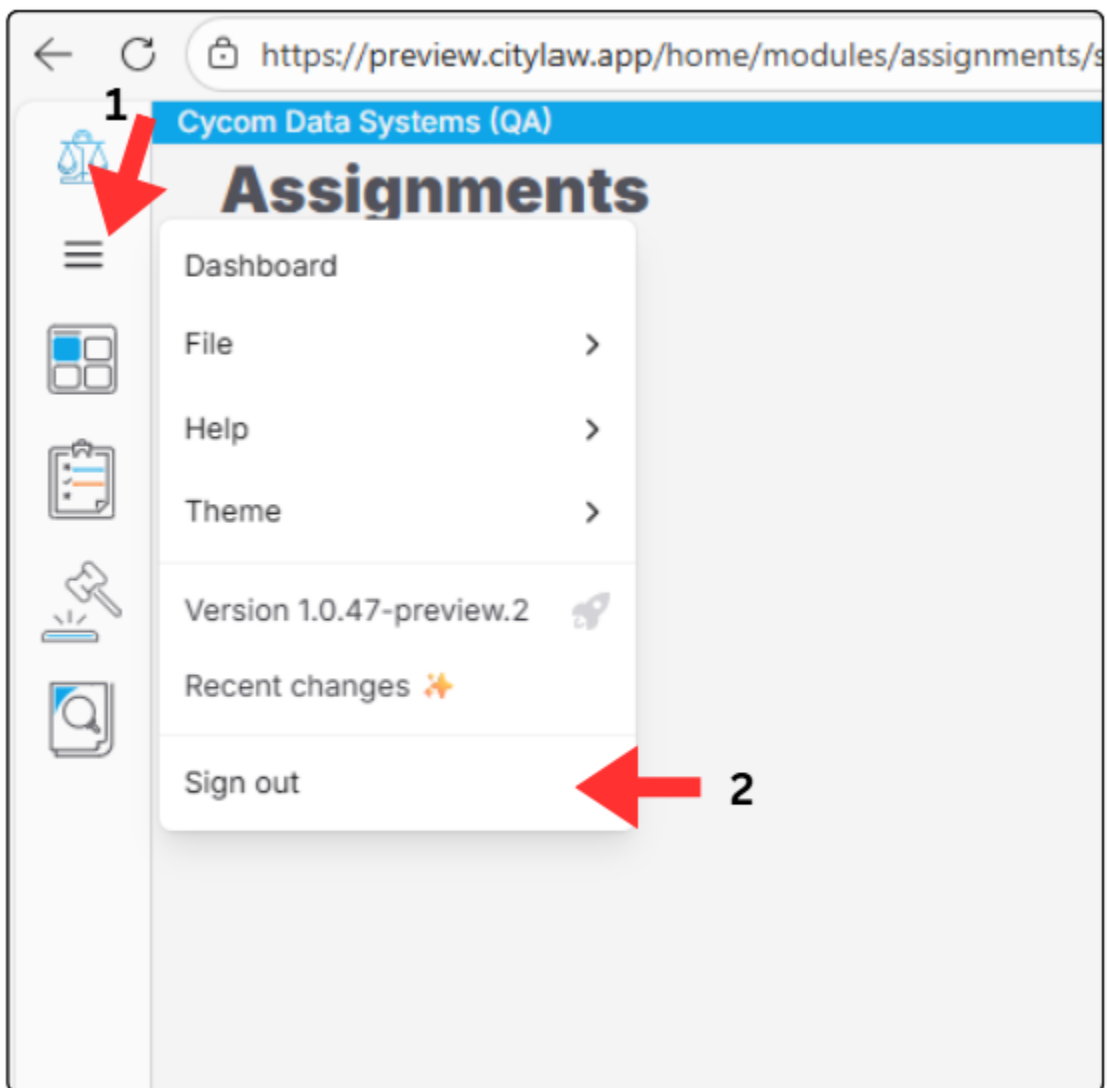 https://preview.citylaw.app/home/modules/assignments/s
1
Cycom Data Systems (QA)
Assignments
Dashboard
File
Help
Theme
Version 1.0.47-preview.2
Recent changes ✨
Sign out
2